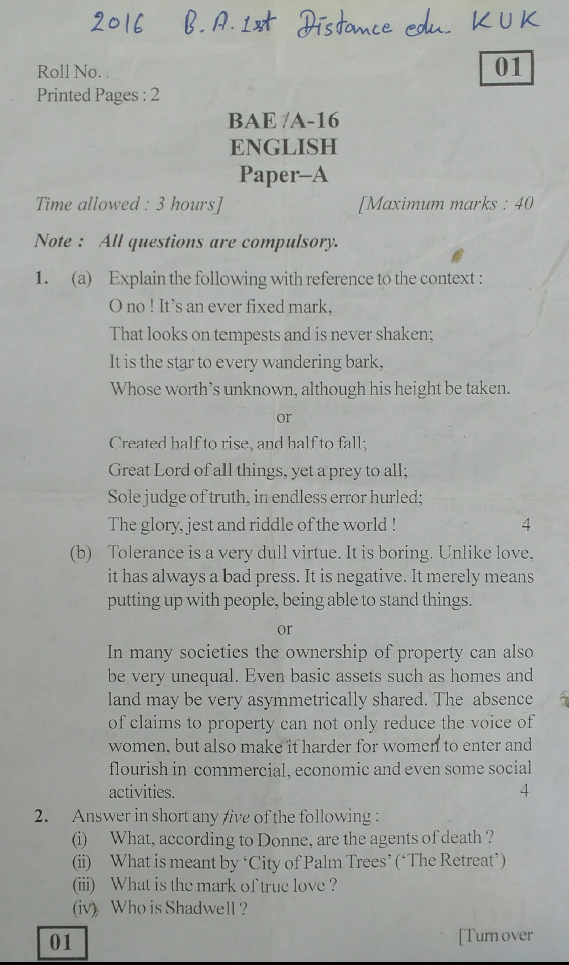 2016 B.A. 1st Distance edu. KUK
01
Roll No. .
Printed Pages : 2
BAE/A-16
ENGLISH
Paper–A
Time allowed : 3 hours] [Maximum marks : 40
Note : All questions are compulsory.
1. (a) Explain the following with reference to the context :
O no ! It's an ever fixed mark,
That looks on tempests and is never shaken;
It is the star to every wandering bark,
Whose worth's unknown, although his height be taken.
or
Created half to rise, and half to fall;
Great Lord of all things, yet a prey to all;
Sole judge of truth, in endless error hurled;
The glory, jest and riddle of the world ! 4
(b) Tolerance is a very dull virtue. It is boring. Unlike love,
it has always a bad press. It is negative. It merely means
putting up with people, being able to stand things.
or
In many societies the ownership of property can also
be very unequal. Even basic assets such as homes and
land may be very asymmetrically shared. The absence
of claims to property can not only reduce the voice of
women, but also make it harder for women to enter and
flourish in commercial, economic and even some social
activities. 4
2. Answer in short any five of the following :
(i) What, according to Donne, are the agents of death ?
(ii) What is meant by 'City of Palm Trees' ('The Retreat')
(iii) What is the mark of true love ?
(iv) Who is Shadwell ?
01 [Turn over